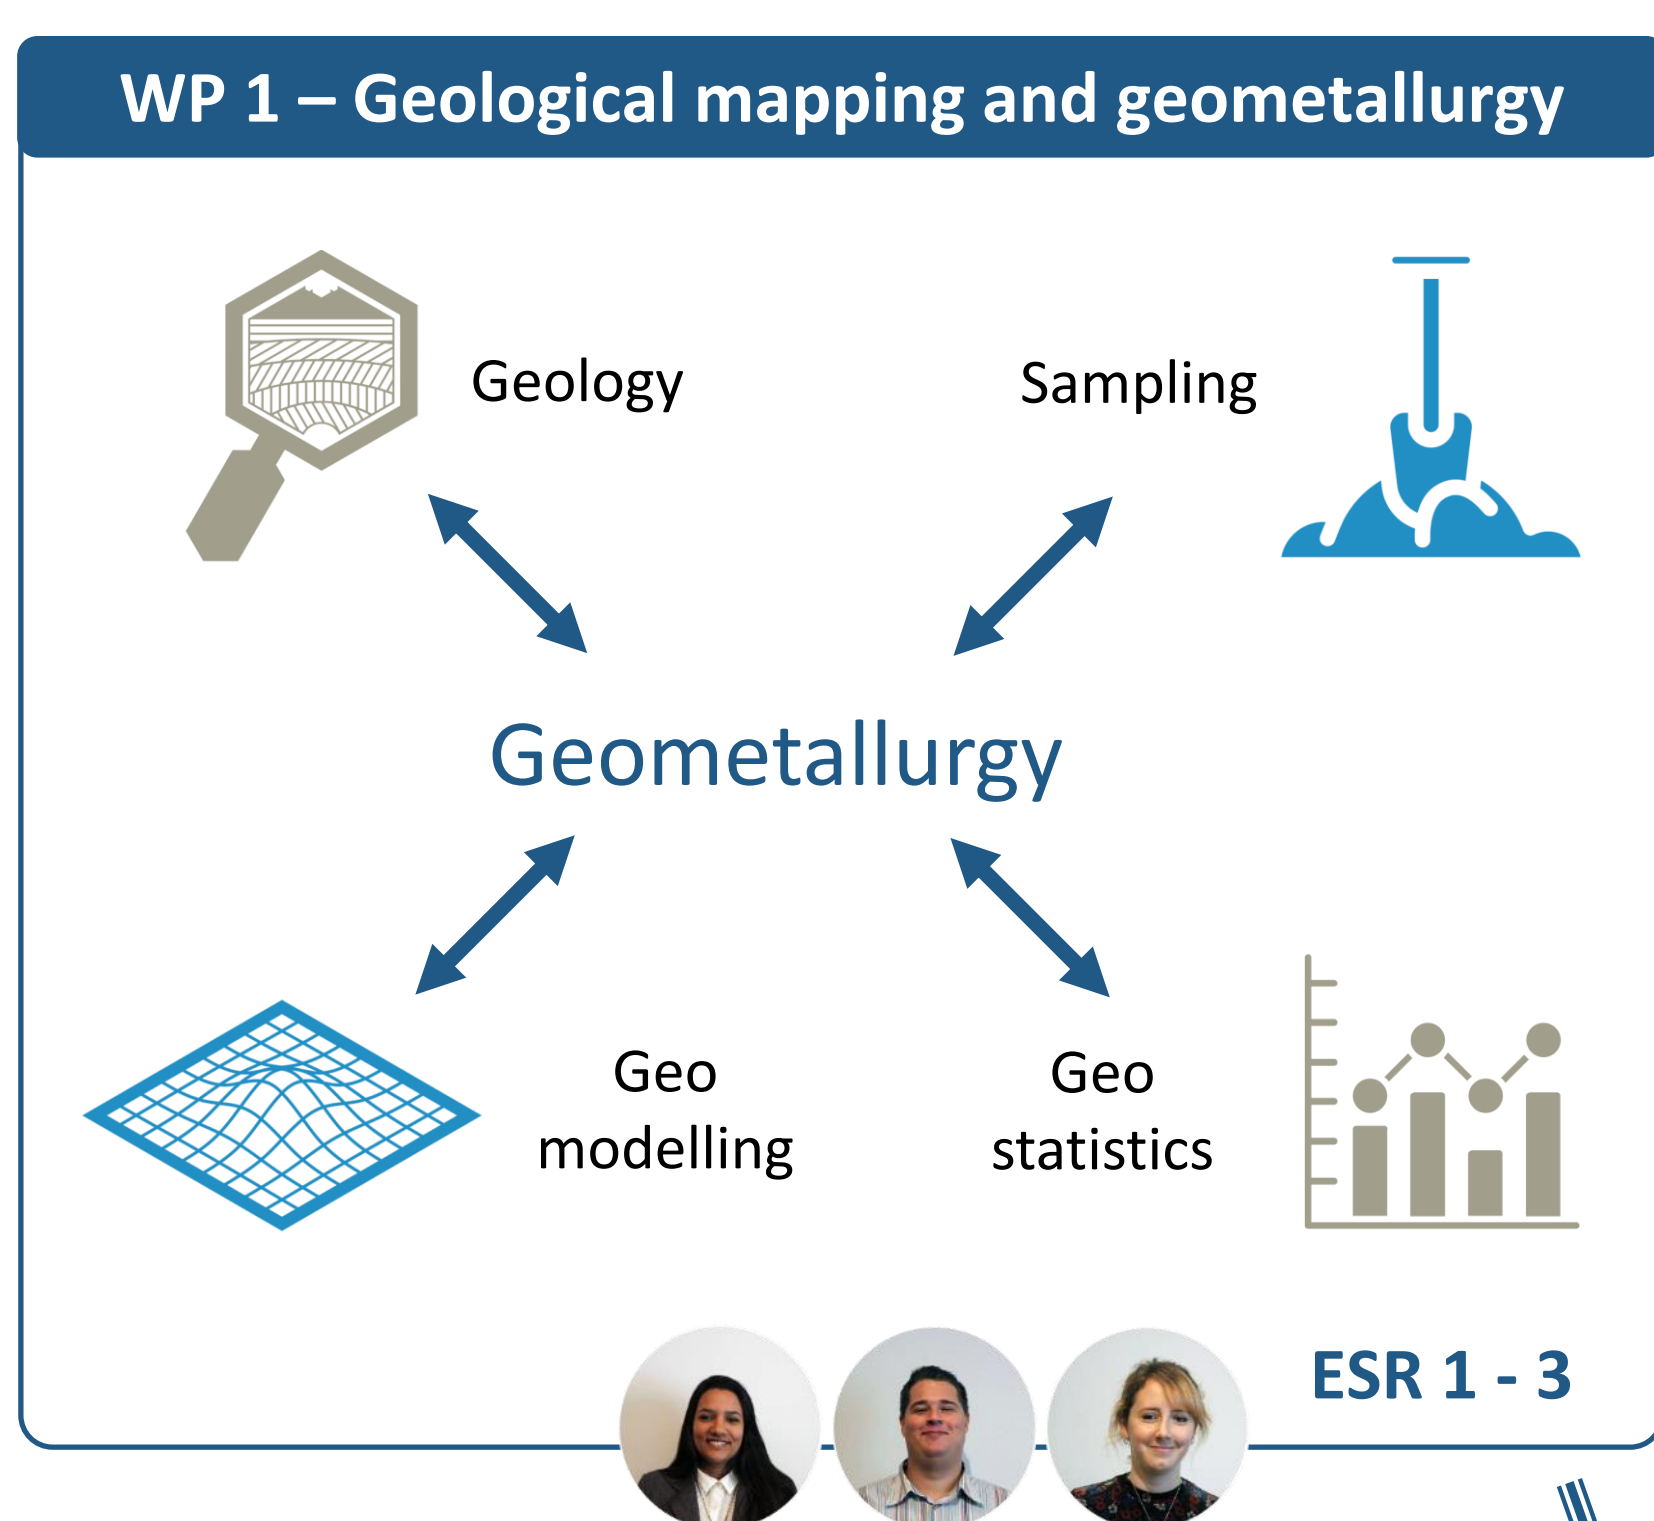 WP 1 – Geological mapping and geometallurgy
Geology
Sampling
Geometallurgy
Geo
modelling
Geo
statistics
ESR 1 - 3